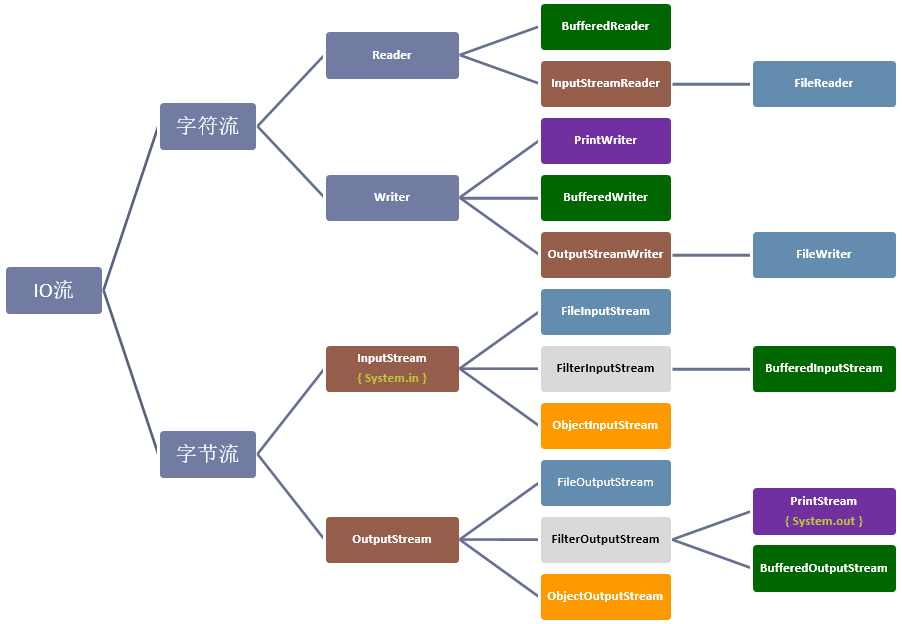 IO流
字符流
Reader
BufferedReader
InputStreamReader
FileReader
Writer
PrintWriter
BufferedWriter
OutputStreamWriter
FileWriter
字节流
InputStream
{ System.in }
FileInputStream
FilterInputStream
BufferedInputStream
ObjectInputStream
OutputStream
FileOutputStream
FilterOutputStream
PrintStream
{ System.out }
BufferedOutputStream
ObjectOutputStream